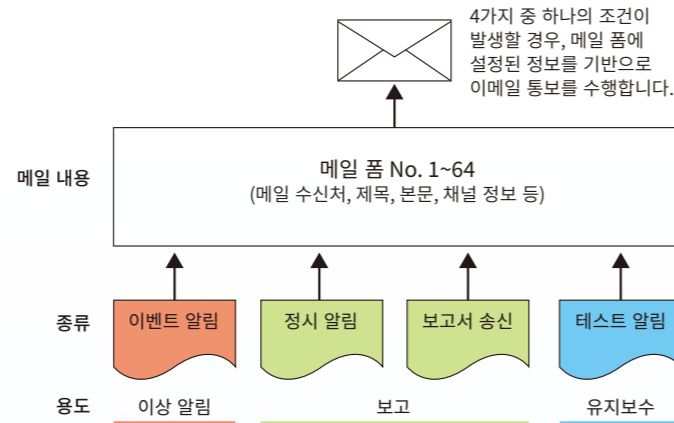 4가지 중 하나의 조건이
발생할 경우, 메일 폼에
설정된 정보를 기반으로
이메일 통보를 수행합니다.
메일 내용
메일 폼 No. 1~64
(메일 수신처, 제목, 본문, 채널 정보 등)
종류 이벤트 알림 정시 알림 보고서 송신 테스트 알림
용도 이상 알림 보고 유지보수